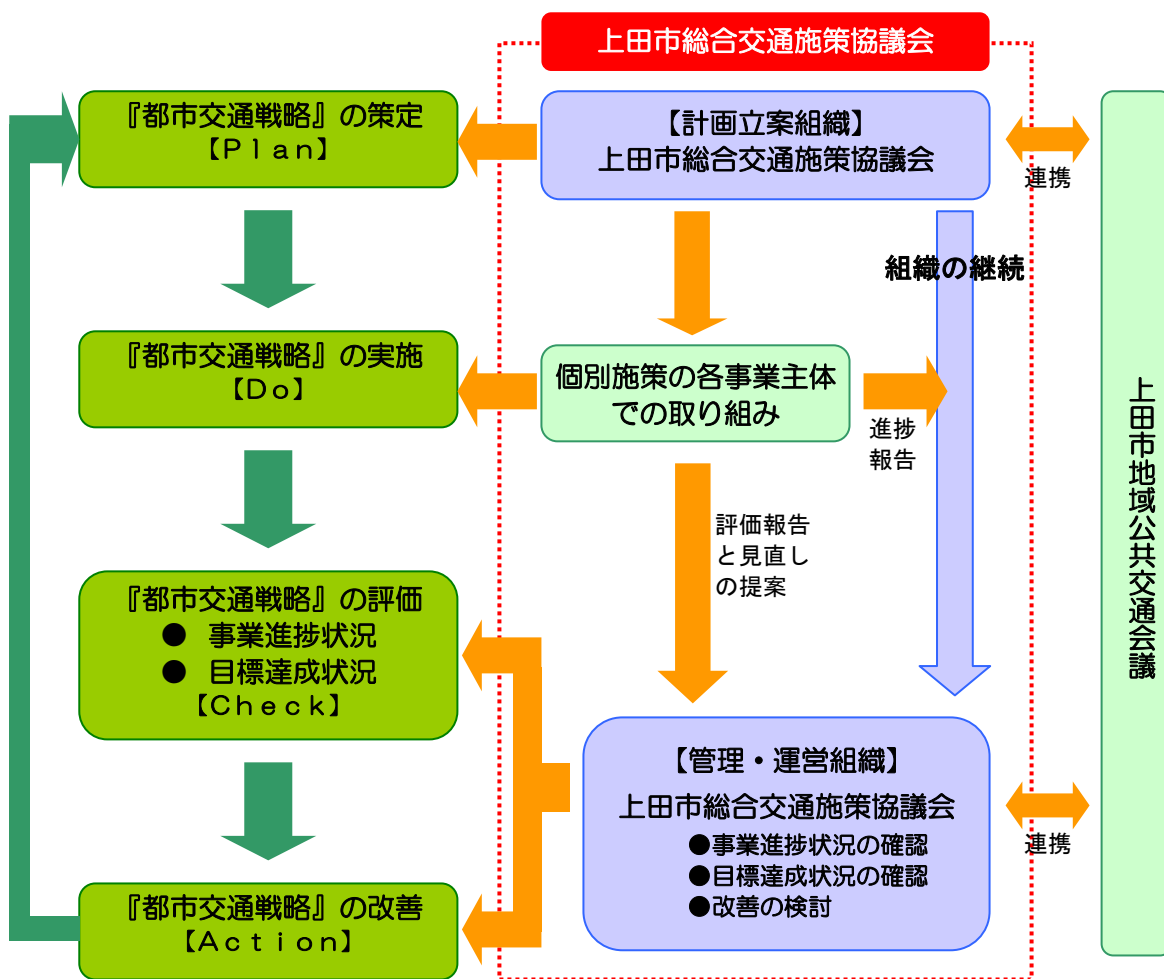 上田市総合交通施策協議会
『都市交通戦略』の策定
【Ｐｌａｎ】
【計画立案組織】
上田市総合交通施策協議会
連携
組織の継続
『都市交通戦略』の実施
【Ｄｏ】
個別施策の各事業主体
での取り組み
進捗
報告
評価報告
と見直し
の提案
『都市交通戦略』の評価
● 事業進捗状況
● 目標達成状況
【Ｃｈｅｃｋ】
【管理・運営組織】
上田市総合交通施策協議会
●事業進捗状況の確認
●目標達成状況の確認
●改善の検討
連携
『都市交通戦略』の改善
【Ａｃｔｉｏｎ】
上田市地域公共交通会議